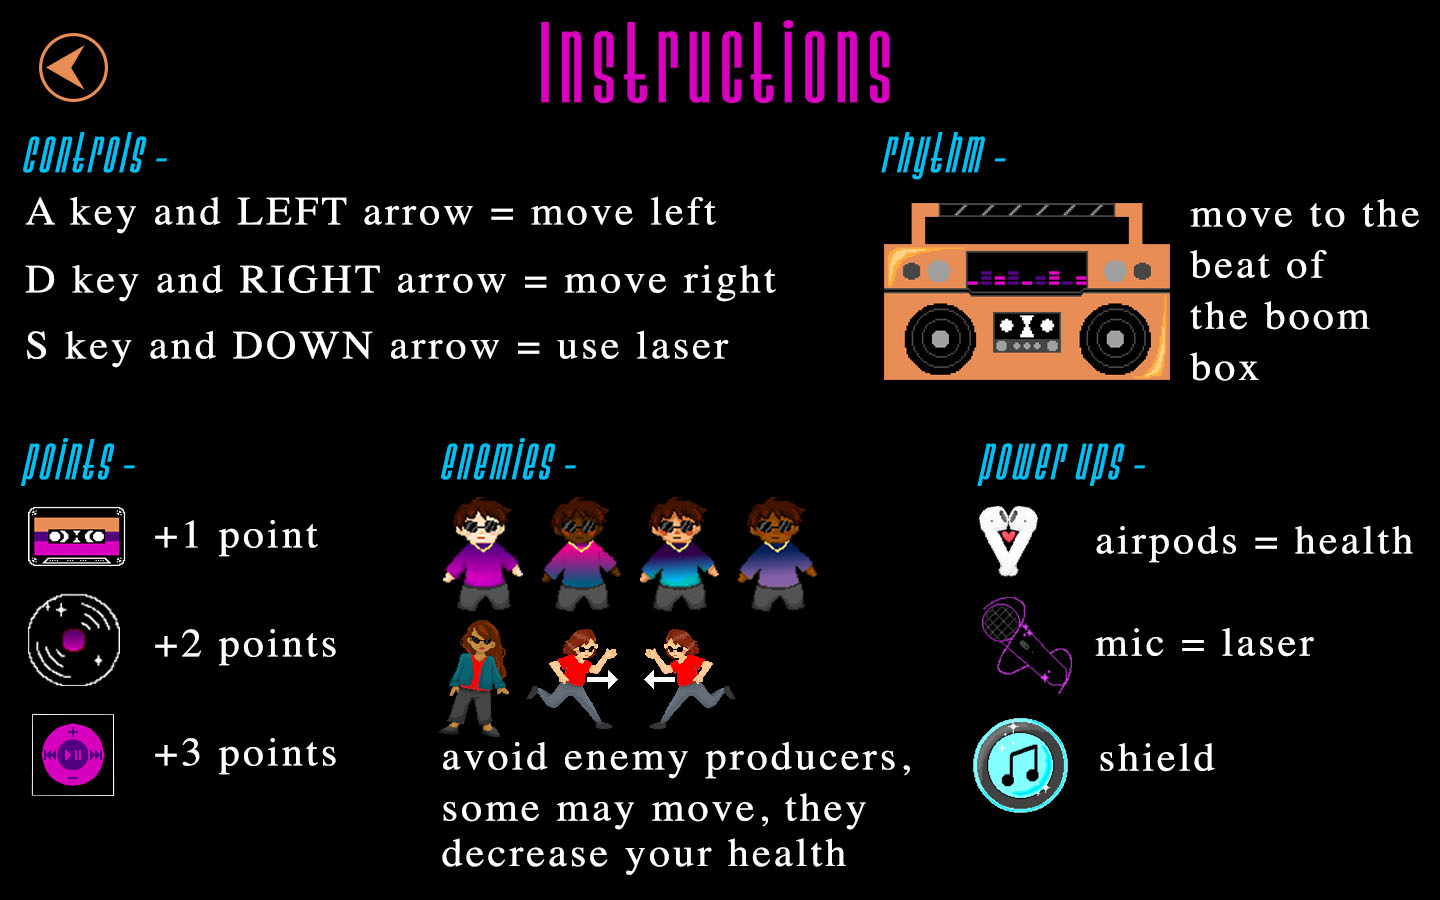 Instructions
controls -
A key and LEFT arrow = move left
D key and RIGHT arrow = move right
S key and DOWN arrow = use laser
rhythm -
move to the
beat of
the boom
box
points -
+1 point
+2 points
+3 points
enemies -
avoid enemy producers,
some may move, they
decrease your health
power ups -
airpods = health
mic = laser
shield